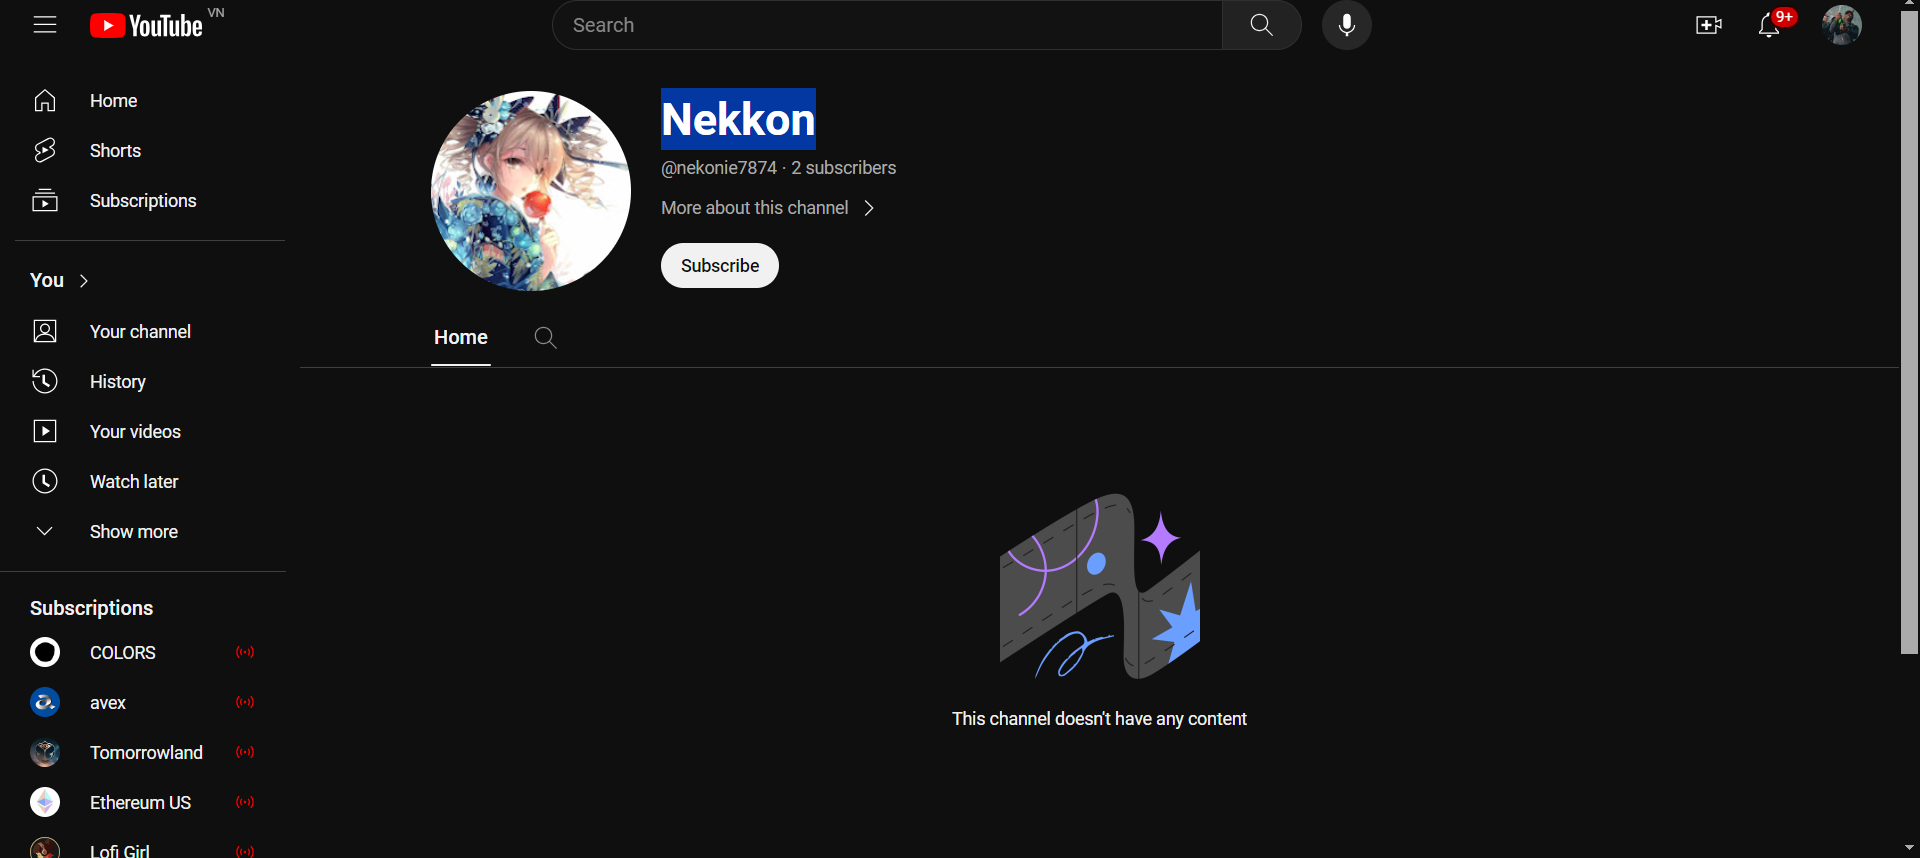 YouTube VN
Search
9+
Home
Shorts
Subscriptions
You
Your channel
History
Your videos
Watch later
Show more
Subscriptions
COLORS
avex
Tomorrowland
Ethereum US
Lofi Girl
Nekkon
@nekonie7874 · 2 subscribers
More about this channel
Subscribe
Home
This channel doesn't have any content